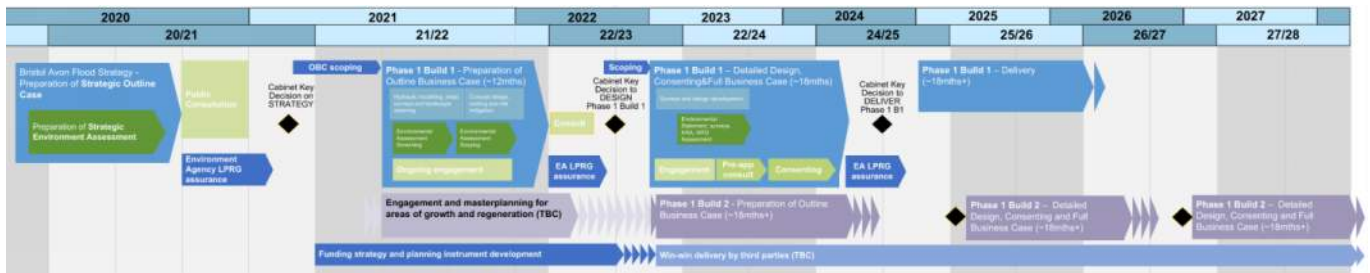 2020 2021 2022 2023 2024 2025 2026 2027
20/21 21/22 22/23 22/24 24/25 25/26 26/27 27/28
Bristol Avon Flood Strategy -
Preparation of Strategic Outline
Case
Preparation of Strategic
Environment Assessment
Public
Consultation
Environment
Agency LPRG
assurance
Cabinet Key
Decision on
STRATEGY
OBC scoping
Phase 1 Build 1 - Preparation of
Outline Business Case (~12mths)
Environmental
Assessment
Screening
Environmental
Assessment
Scoping
Ongoing engagement
Consult
EA LPRG
assurance
Scoping
Cabinet Key
Decision to
DESIGN
Phase 1 Build 1
Phase 1 Build 1 – Detailed Design,
Consenting&Full Business Case (~18mths)
Surveys and design development
Environmental
Statement, surveys,
Assessment
Engagement
Pre-app
consult
Consenting
Cabinet Key
Decision to
DELIVER
Phase 1 B1
EA LPRG
assurance
Phase 1 Build 1 – Delivery
(~18mths+)
Engagement and masterplanning for
areas of growth and regeneration (TBC)
Phase 1 Build 2 - Preparation of Outline
Business Case (~18mths+)
Phase 1 Build 2 – Detailed
Design, Consenting and Full
Business Case (~18mths+)
Phase 1 Build 2 – Detailed
Design, Consenting and Full
Business Case (~18mths+)
Funding strategy and planning instrument development
Win-win delivery by third parties (TBC)